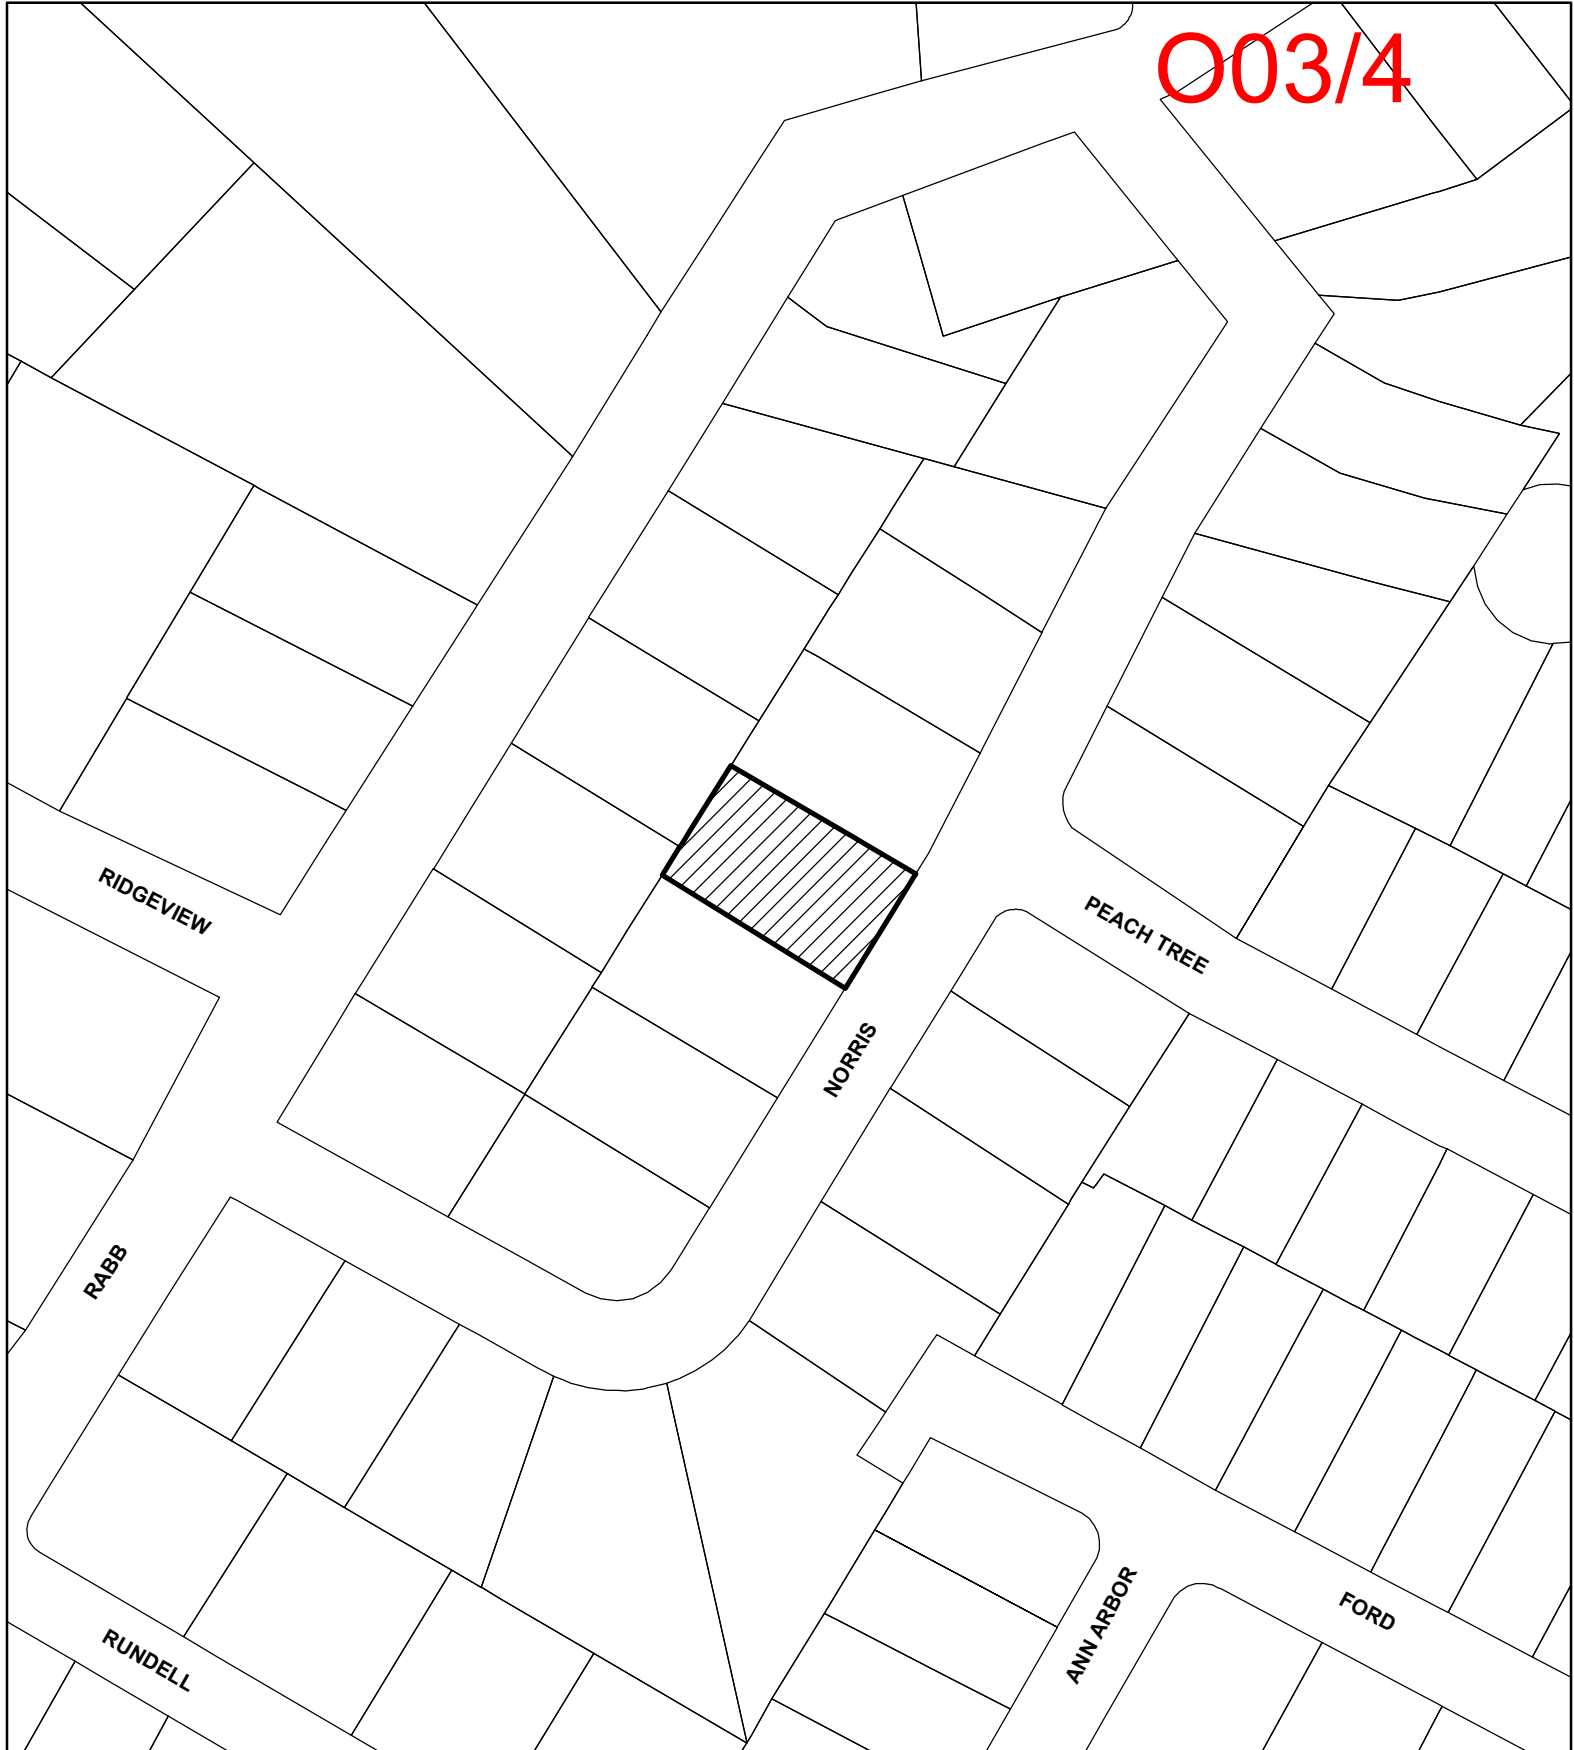 O03/4
RIDGEVIEW
PEACH TREE
NORRIS
RABB
ANN ARBOR
FORD
RUNDELL